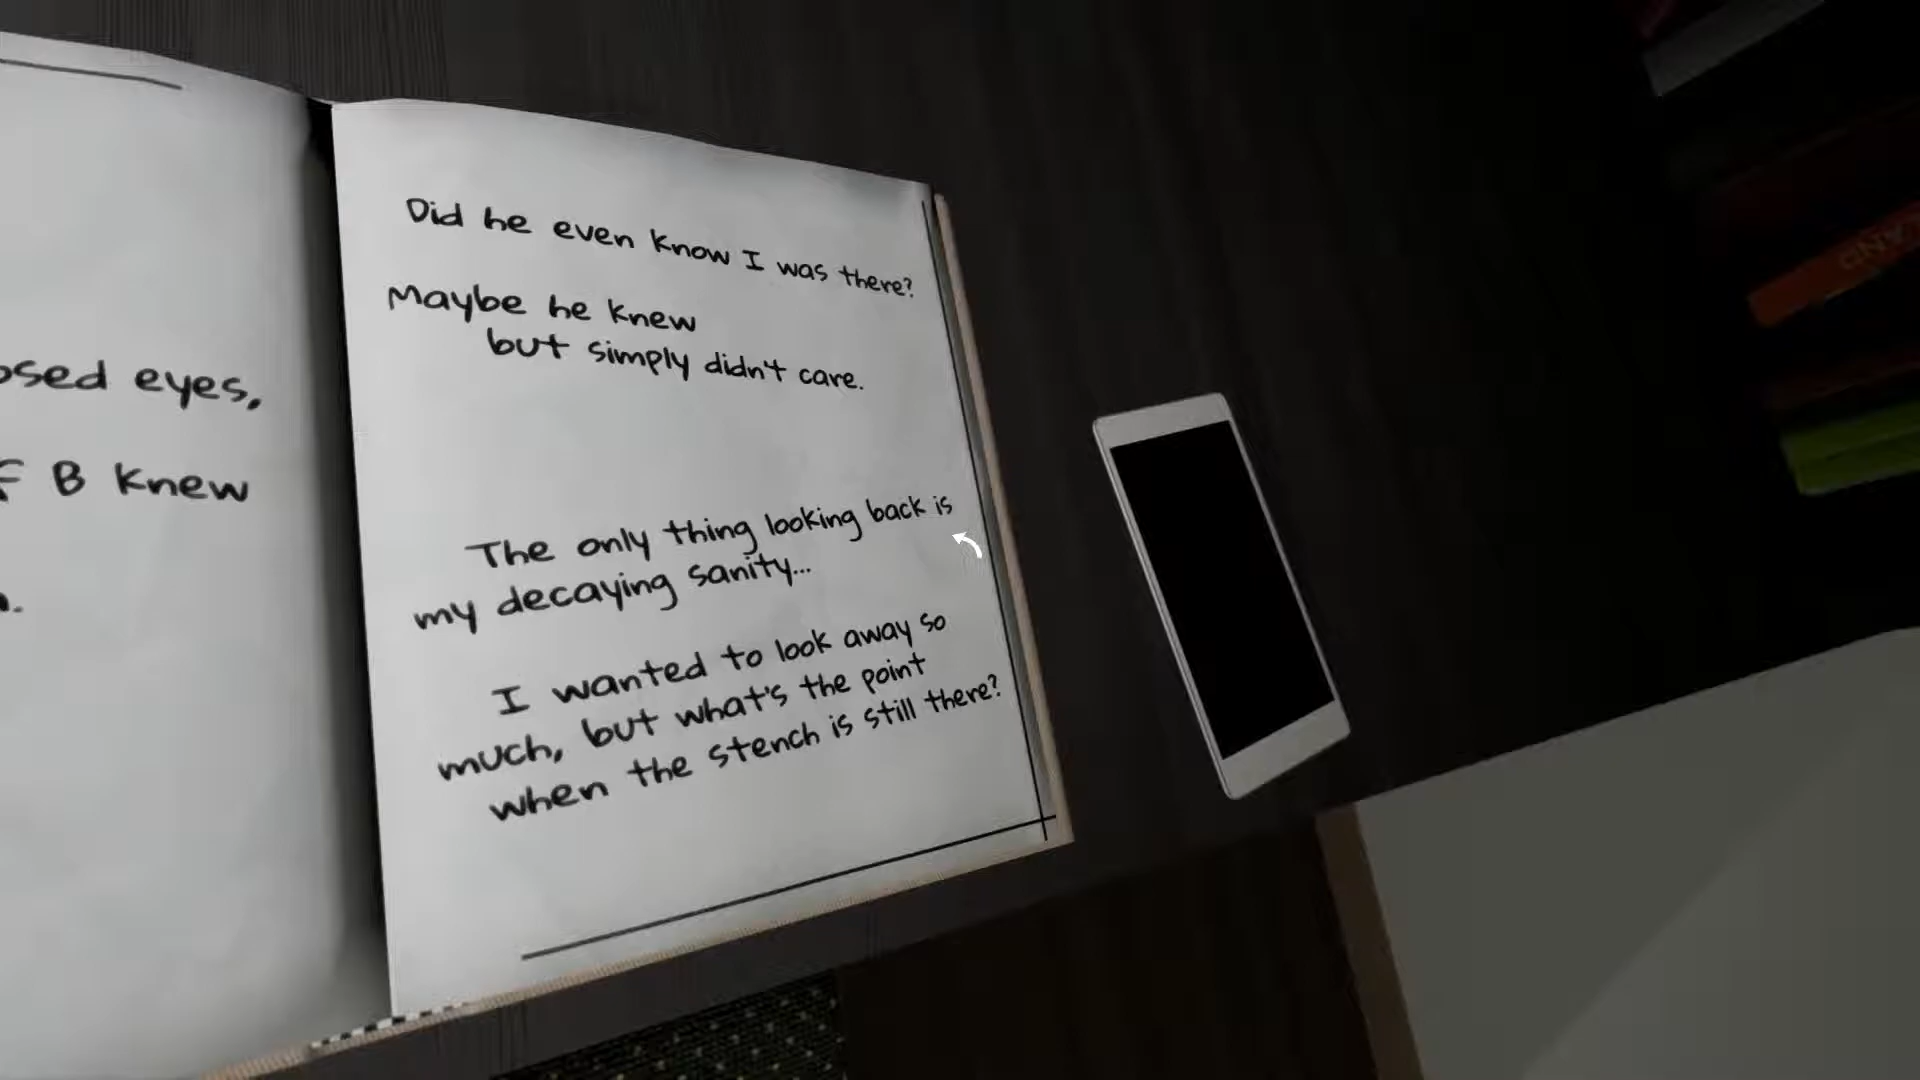 eyes,
B knew
Did he even know I was there?
Maybe he knew
but simply didn't care.
The only thing looking back is
my decaying sanity...
I wanted to look away so
much, but what's the point
when the stench is still there?